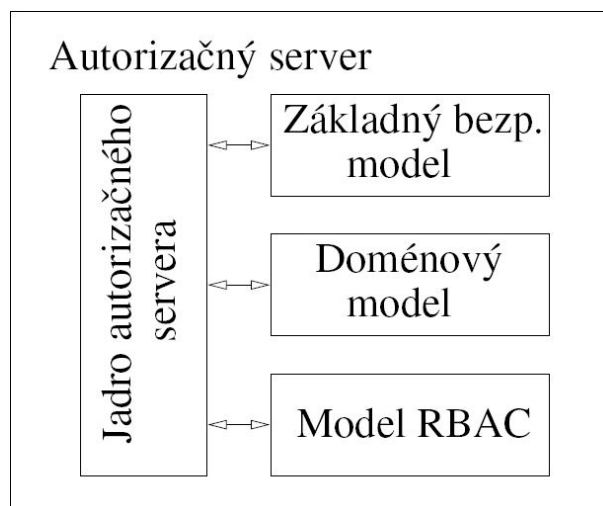 Autorizačný server
Jadro autorizačného
servera
Základný bezp.
model
Doménový
model
Model RBAC